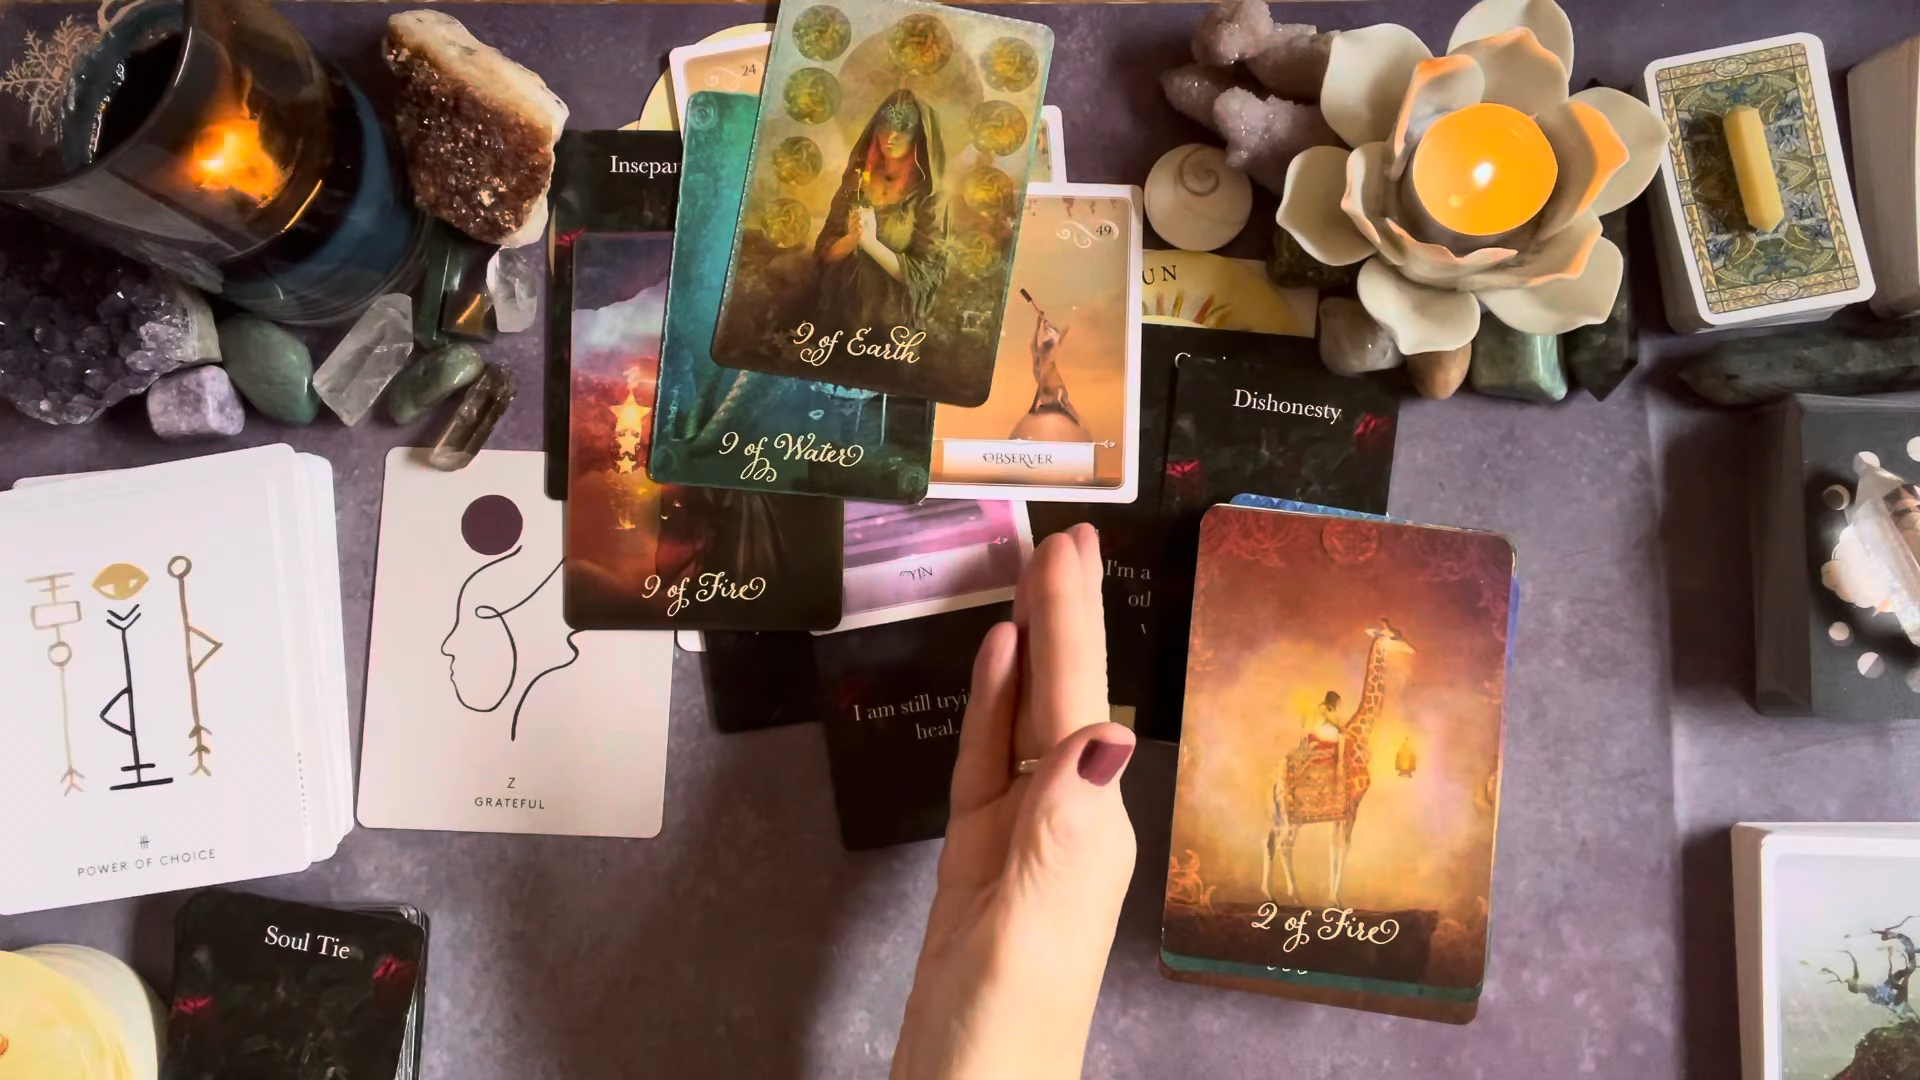 24
Insepar
49
UN
9 of Earth
Dishonesty
9 of Water
OBSERVER
9 of Fire
YIN
I'm a
I am still tryi
heal.
Z
GRATEFUL
POWER OF CHOICE
2 of Fire
Soul Tie